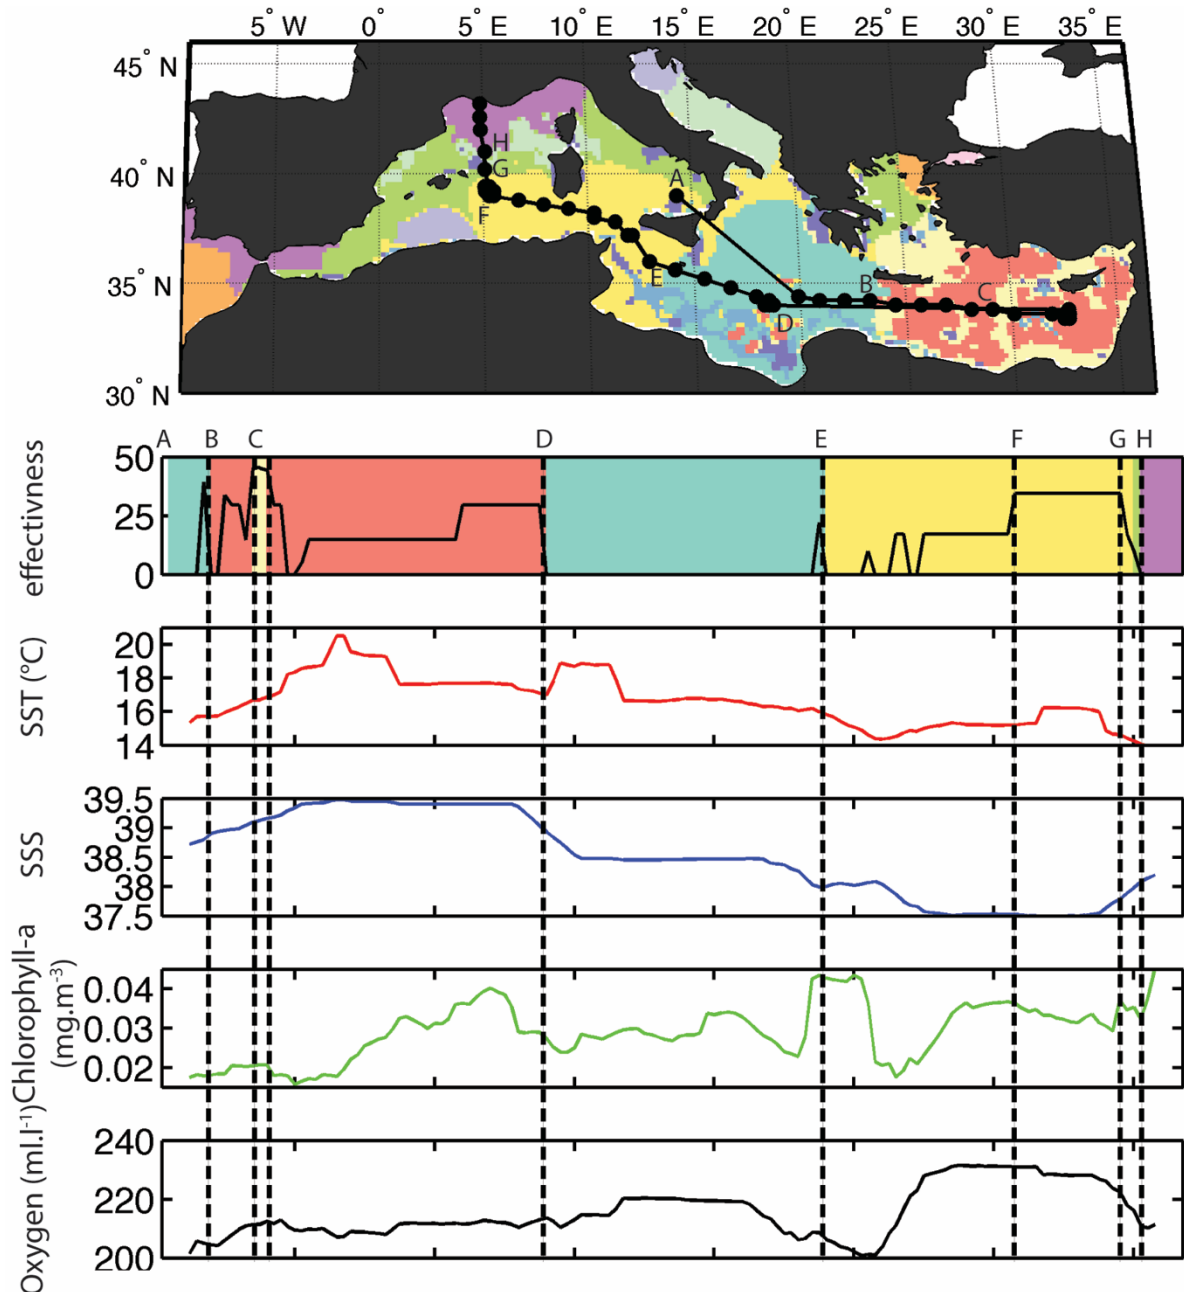 5° W 0° 5° E 10° E 15° E 20° E 25° E 30° E 35° E
45° N
40° N
35° N
30° N
H
G
F
A
E
B
C
D
A B C D E F G H
effectivness
50
25
0
SST (°C)
20
18
16
14
SSS
39.5
39
38.5
38
37.5
Chlorophyll-a
(mg.m⁻³)
0.04
0.03
0.02
Oxygen (ml.l⁻¹)
240
220
200